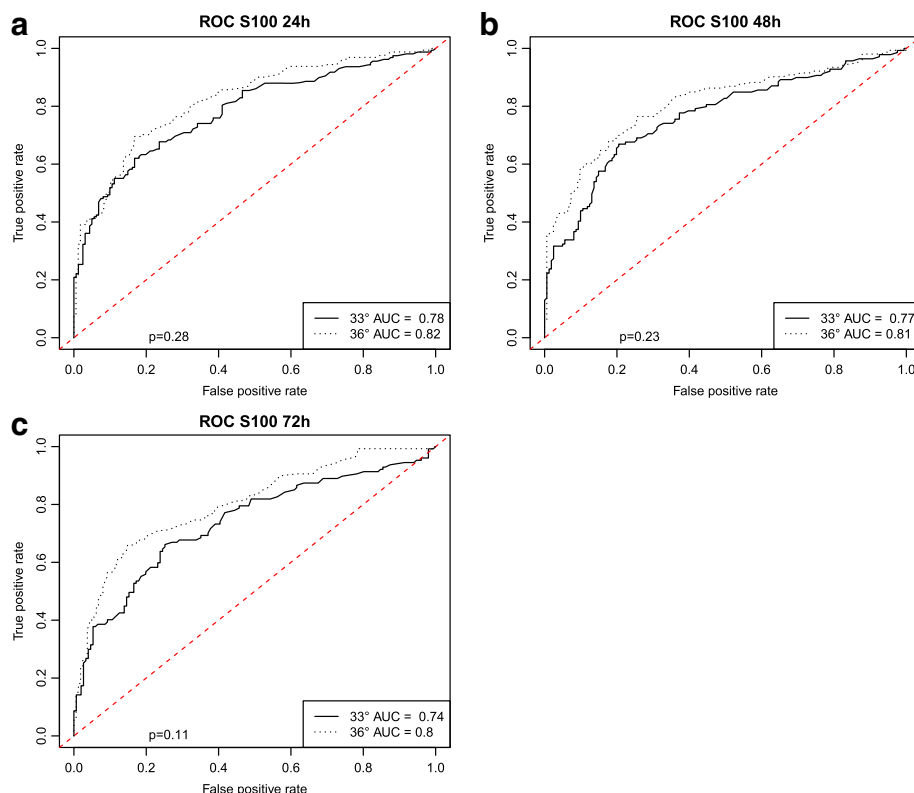 a
ROC S100 24h
True positive rate
1.0
0.8
0.6
0.4
0.2
0.0
33° AUC = 0.78
36° AUC = 0.82
p=0.28
0.0 0.2 0.4 0.6 0.8 1.0
False positive rate
b
ROC S100 48h
True positive rate
1.0
0.8
0.6
0.4
0.2
0.0
33° AUC = 0.77
36° AUC = 0.81
p=0.23
0.0 0.2 0.4 0.6 0.8 1.0
False positive rate
c
ROC S100 72h
True positive rate
1.0
0.8
0.6
0.4
0.2
0.0
33° AUC = 0.74
36° AUC = 0.8
p=0.11
0.0 0.2 0.4 0.6 0.8 1.0
False positive rate